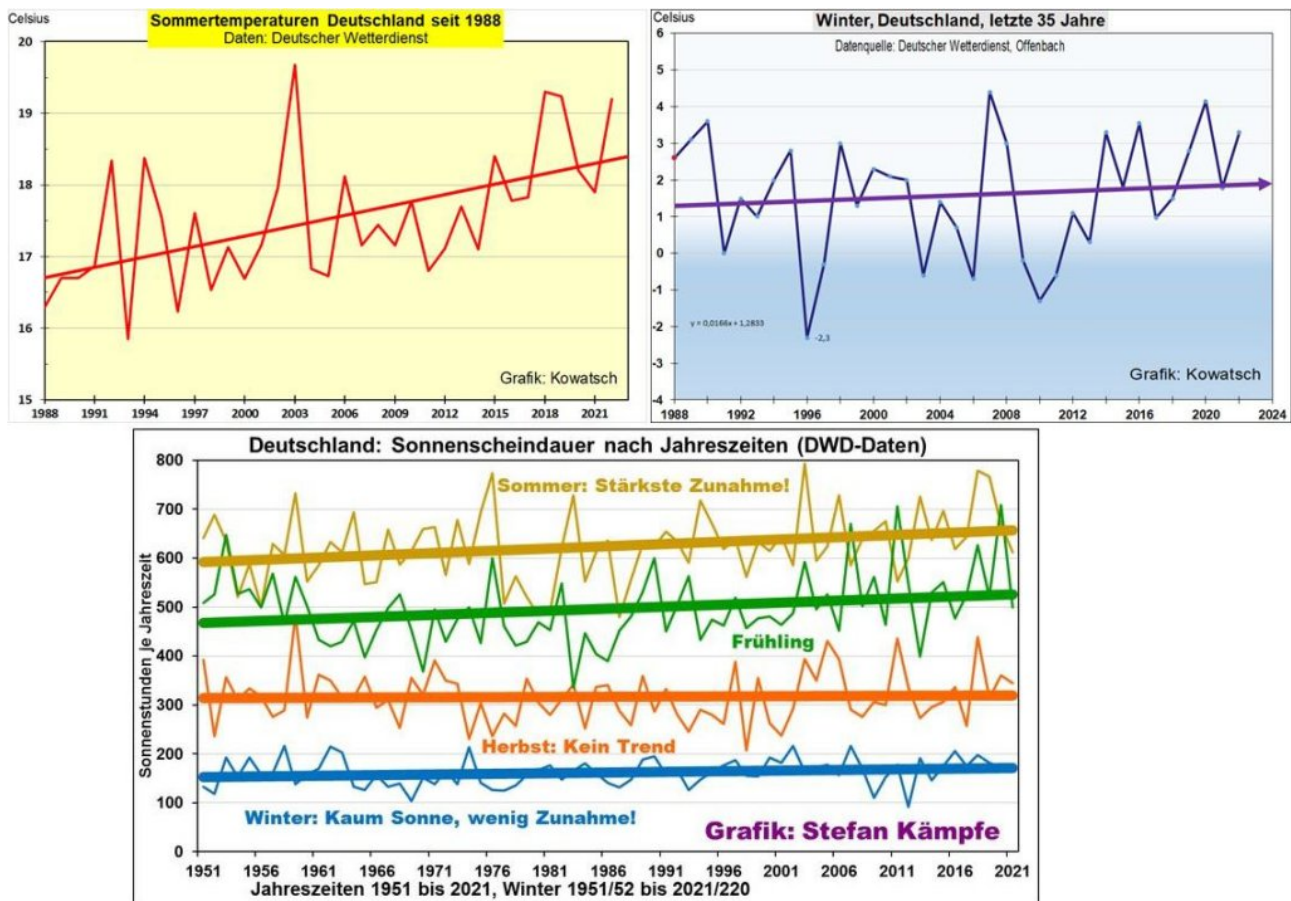 Celsius
Sommertemperaturen Deutschland seit 1988
Daten: Deutscher Wetterdienst
20
19
18
17
16
15
Grafik: Kowatsch
1988 1991 1994 1997 2000 2003 2006 2009 2012 2015 2018 2021
Celsius
Winter, Deutschland, letzte 35 Jahre
Datenquelle: Deutscher Wetterdienst, Offenbach
6
5
4
3
2
1
0
-1
-2
-3
-4
y = 0,0166x + 1,2833
-2,3
Grafik: Kowatsch
1988 1992 1996 2000 2004 2008 2012 2016 2020 2024
Deutschland: Sonnenscheindauer nach Jahreszeiten (DWD-Daten)
Sonnenstunden je Jahreszeit
800
700
600
500
400
300
200
100
0
Sommer: Stärkste Zunahme!
Frühling
Herbst: Kein Trend
Winter: Kaum Sonne, wenig Zunahme!
Grafik: Stefan Kämpfe
1951 1956 1961 1966 1971 1976 1981 1986 1991 1996 2001 2006 2011 2016 2021
Jahreszeiten 1951 bis 2021, Winter 1951/52 bis 2021/220